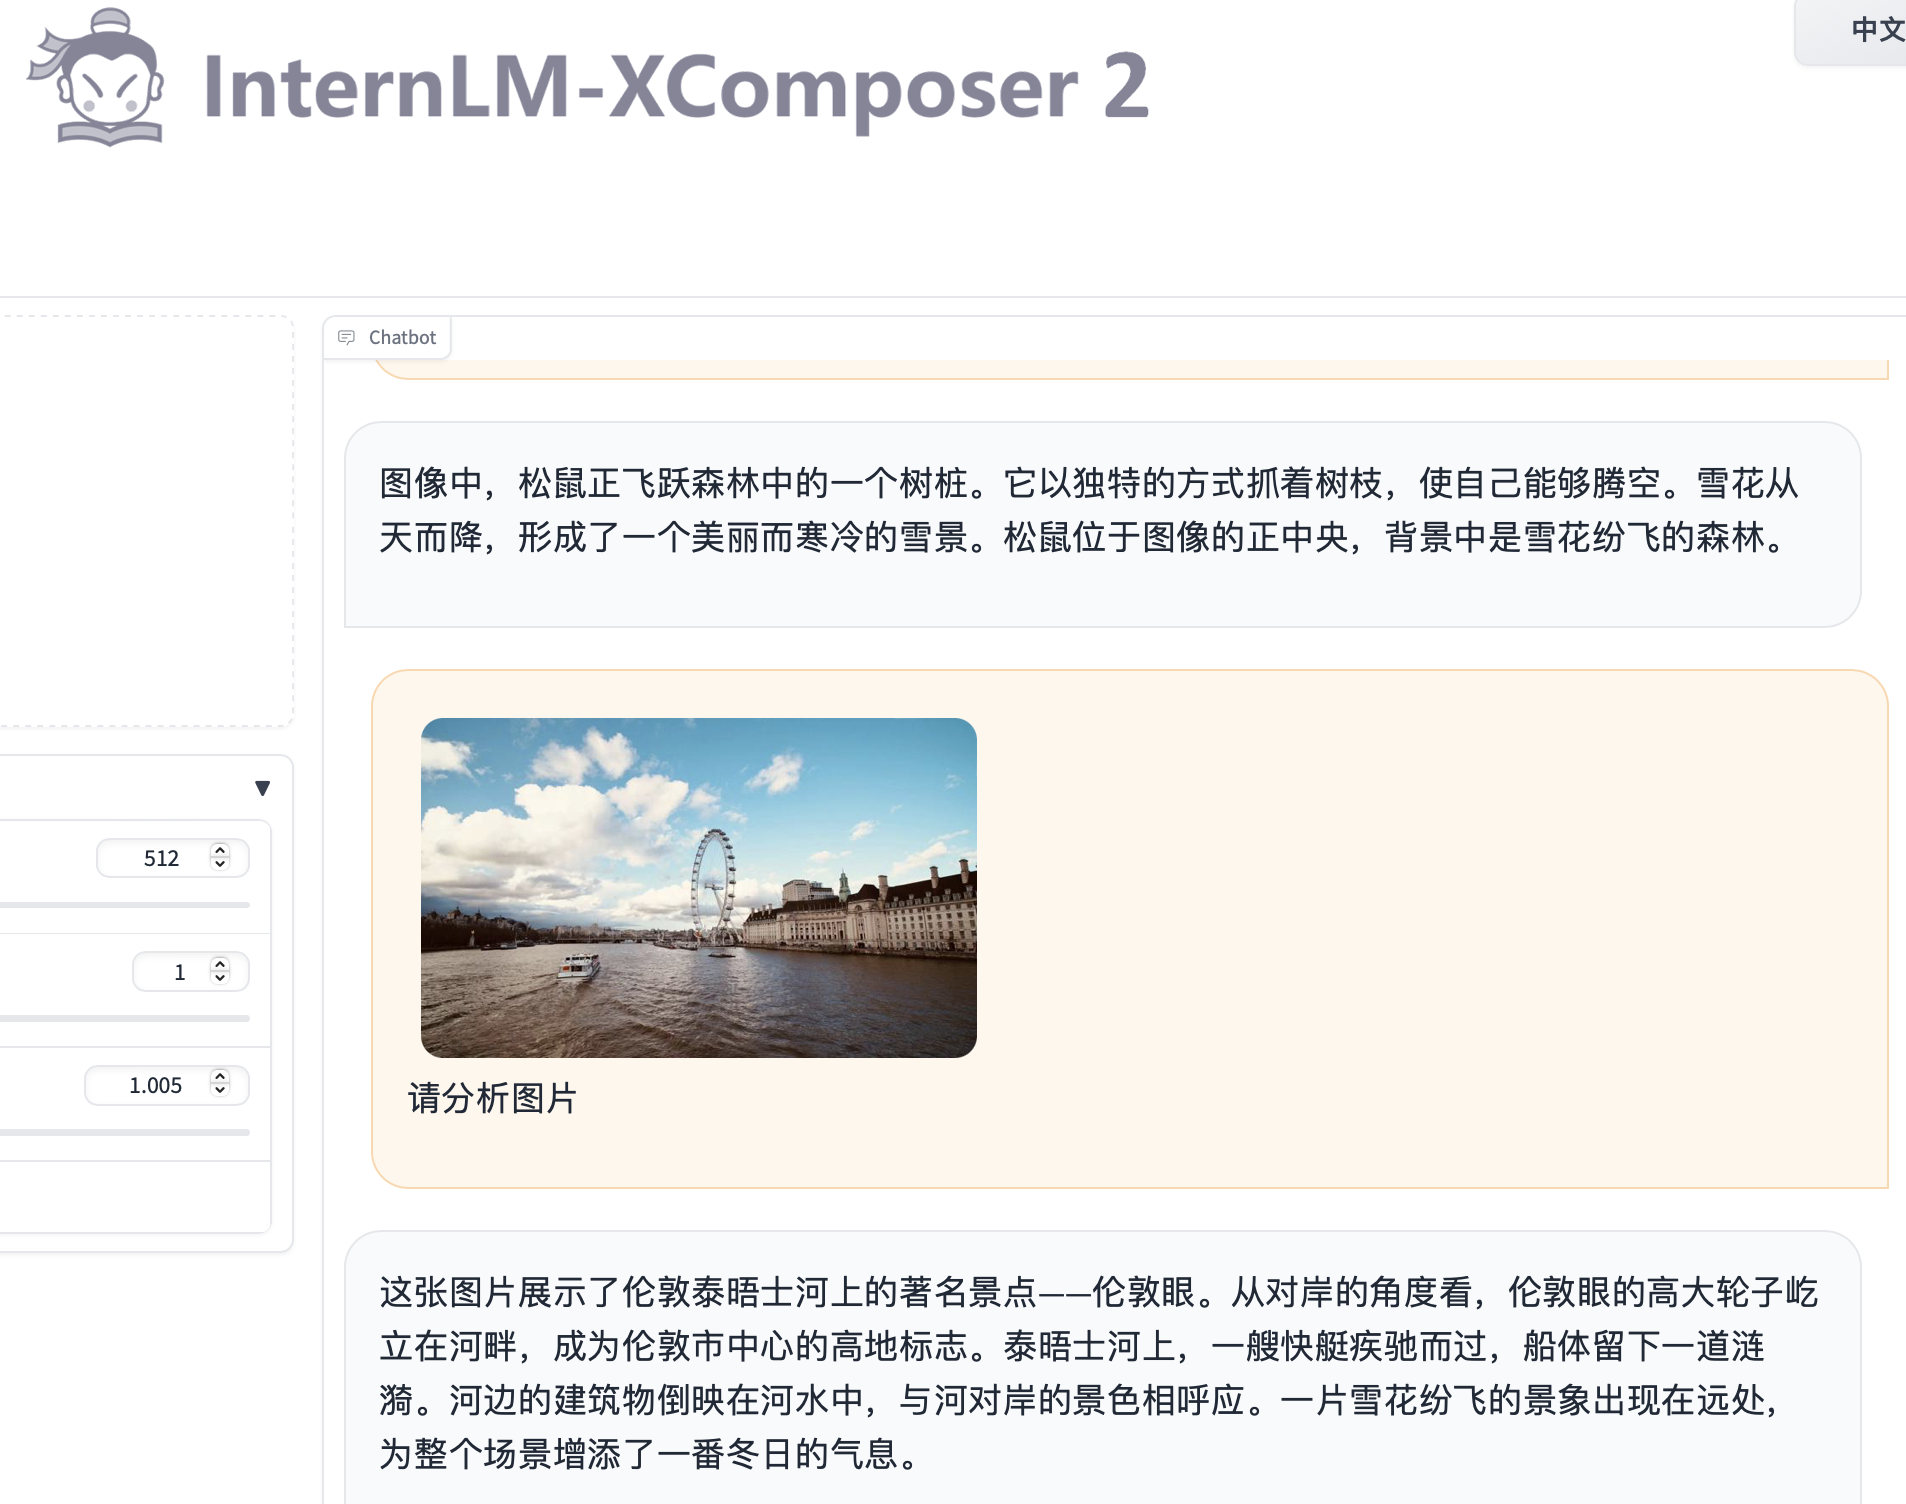 InternLM-XComposer 2
中文
Chatbot
图像中，松鼠正飞跃森林中的一个树桩。它以独特的方式抓着树枝，使自己能够腾空。雪花从
天而降，形成了一个美丽而寒冷的雪景。松鼠位于图像的正中央，背景中是雪花纷飞的森林。
512
1
1.005
请分析图片
这张图片展示了伦敦泰晤士河上的著名景点——伦敦眼。从对岸的角度看，伦敦眼的高大轮子屹
立在河畔，成为伦敦市中心的高地标志。泰晤士河上，一艘快艇疾驰而过，船体留下一道涟
漪。河边的建筑物倒映在河水中，与河对岸的景色相呼应。一片雪花纷飞的景象出现在远处，
为整个场景增添了一番冬日的气息。